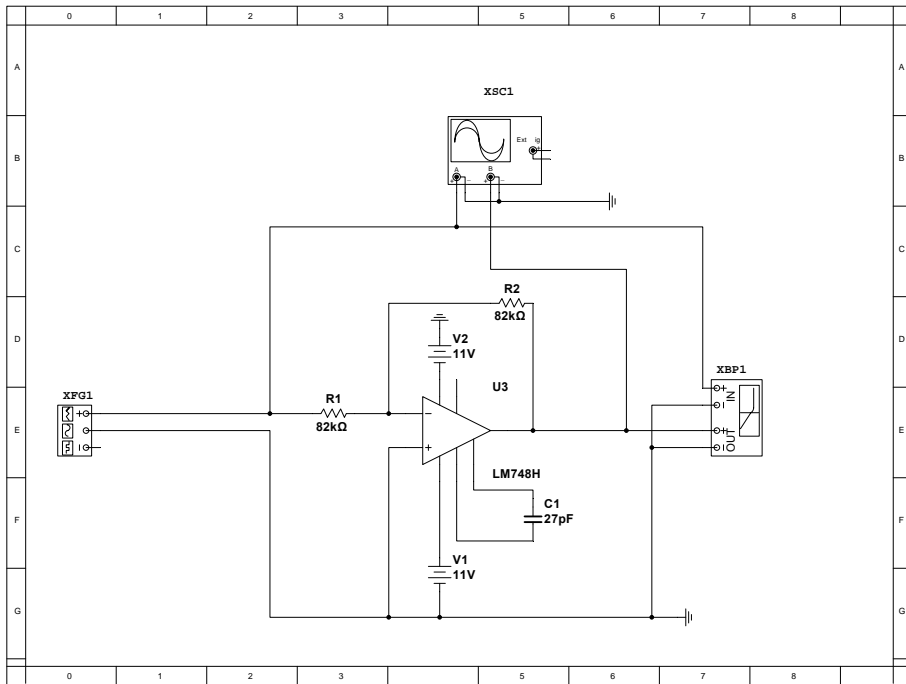 0 1 2 3 5 6 7 8
A A
XSC1
Ext ig
+
B B
A B
+ - + -
C C
R2
82kΩ
D D
V2
11V
XBP1
U3
XFG1
R1
+
- IN
E E
+
82kΩ
-
+
+
- OUT
-
LM748H
C1
27pF
F F
V1
11V
G G
0 1 2 3 5 6 7 8